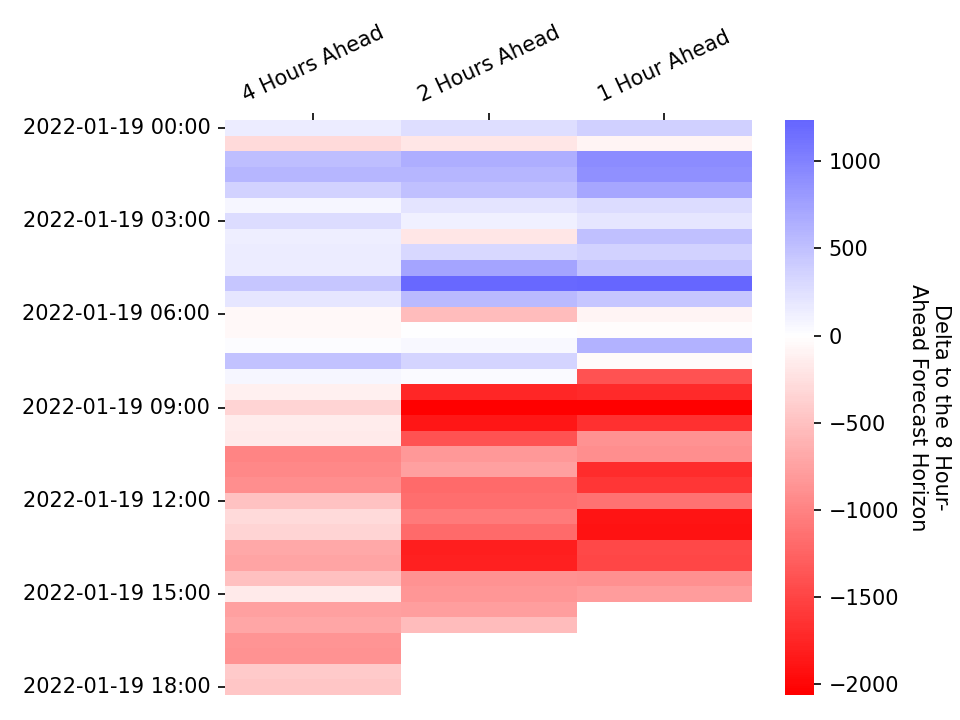 4 Hours Ahead
2 Hours Ahead
1 Hour Ahead
2022-01-19 00:00
2022-01-19 03:00
2022-01-19 06:00
2022-01-19 09:00
2022-01-19 12:00
2022-01-19 15:00
2022-01-19 18:00
1000
500
0
−500
−1000
−1500
−2000
Delta to the 8 Hour-
Ahead Forecast Horizon